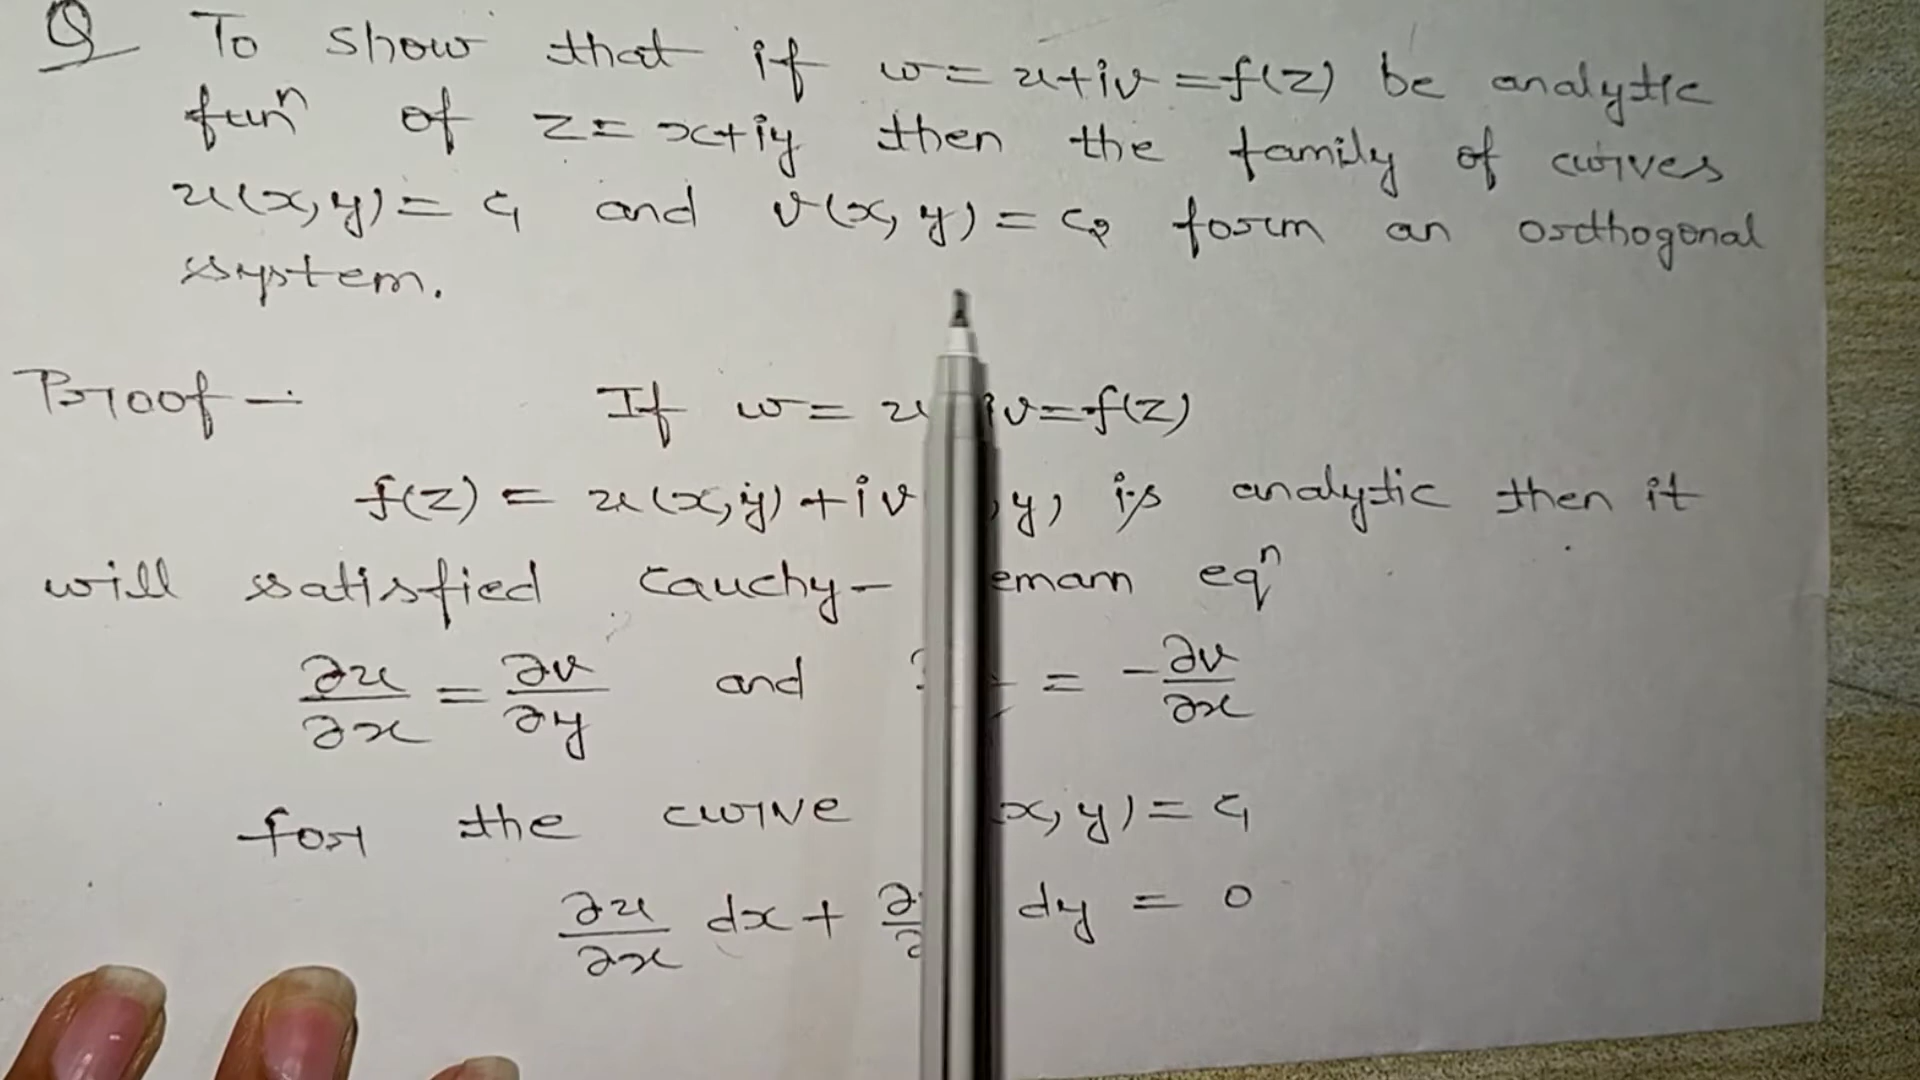 Q To show that if w = u+iv = f(z) be analytic
funⁿ of z = x+iy then the family of curves
u(x,y) = c₁ and v(x,y) = c₂ form an orthogonal
system.
Proof - If w = u iv = f(z)
f(z) = u(x,y) + iv ,y) is analytic then it
will satisfied Cauchy- eqⁿ
∂u/∂x = ∂v/∂y and = -∂v/∂x
for the curve x,y) = c₁
∂u/∂x dx + dy = 0